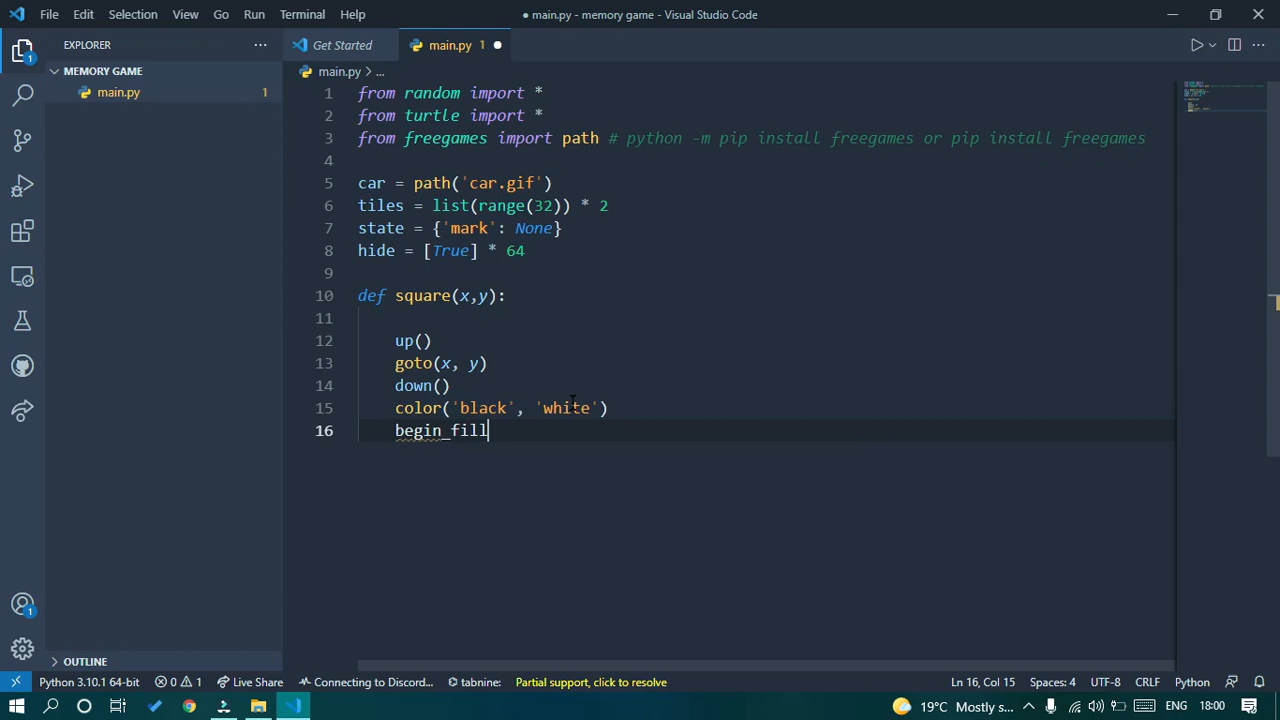 File Edit Selection View Go Run Terminal Help
● main.py - memory game - Visual Studio Code
EXPLORER
Get Started
main.py 1
MEMORY GAME
main.py 1
main.py > ...
1 from random import *
2 from turtle import *
3 from freegames import path # python -m pip install freegames or pip install freegames
4
5 car = path('car.gif')
6 tiles = list(range(32)) * 2
7 state = {'mark': None}
8 hide = [True] * 64
9
10 def square(x,y):
11
12 up()
13 goto(x, y)
14 down()
15 color('black', 'white')
16 begin_fill
1
1
OUTLINE
Python 3.10.1 64-bit 0 1 Live Share Connecting to Discord... tabnine: Partial support, click to resolve Ln 16, Col 15 Spaces: 4 UTF-8 CRLF Python
19°C Mostly s... ENG 18:00